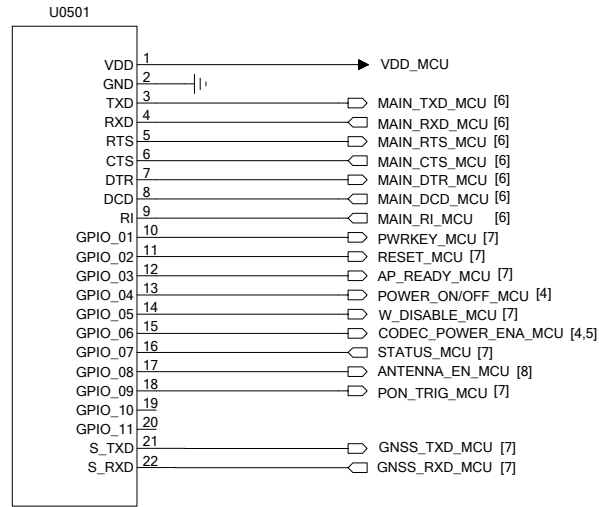 U0501
VDD 1 VDD_MCU
GND 2
TXD 3 MAIN_TXD_MCU [6]
RXD 4 MAIN_RXD_MCU [6]
RTS 5 MAIN_RTS_MCU [6]
CTS 6 MAIN_CTS_MCU [6]
DTR 7 MAIN_DTR_MCU [6]
DCD 8 MAIN_DCD_MCU [6]
RI 9 MAIN_RI_MCU [6]
GPIO_01 10 PWRKEY_MCU [7]
GPIO_02 11 RESET_MCU [7]
GPIO_03 12 AP_READY_MCU [7]
GPIO_04 13 POWER_ON/OFF_MCU [4]
GPIO_05 14 W_DISABLE_MCU [7]
GPIO_06 15 CODEC_POWER_ENA_MCU [4,5]
GPIO_07 16 STATUS_MCU [7]
GPIO_08 17 ANTENNA_EN_MCU [8]
GPIO_09 18 PON_TRIG_MCU [7]
GPIO_10 19
GPIO_11 20
S_TXD 21 GNSS_TXD_MCU [7]
S_RXD 22 GNSS_RXD_MCU [7]